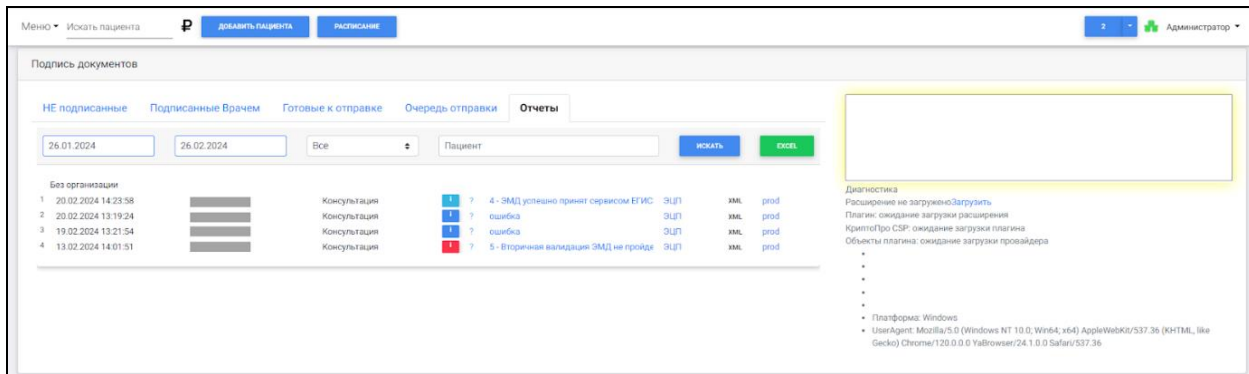 Меню Искать пациента ₽ ДОБАВИТЬ ПАЦИЕНТА РАСПИСАНИЕ 2 Администратор
Подпись документов
НЕ подписанные Подписанные Врачем Готовые к отправке Очередь отправки Отчеты
26.01.2024 26.02.2024 Все Пациент ИСКАТЬ EXCEL
Без организации
1 20.02.2024 14:23:58 Консультация ! ? 4 - ЭМД успешно принят сервисом ЕГИС ЭЦП XML prod
2 20.02.2024 13:19:24 Консультация ! ? ошибка ЭЦП XML prod
3 19.02.2024 13:21:54 Консультация ! ? ошибка ЭЦП XML prod
4 13.02.2024 14:01:51 Консультация ! ? 5 - Вторичная валидация ЭМД не пройде ЭЦП XML prod
Диагностика
Расширение не загруженоЗагрузить
Плагин: ожидание загрузки расширения
КриптоПро CSP: ожидание загрузки плагина
Объекты плагина: ожидание загрузки провайдера
Платформа: Windows
UserAgent: Mozilla/5.0 (Windows NT 10.0; Win64; x64) AppleWebKit/537.36 (KHTML, like
Gecko) Chrome/120.0.0.0 YaBrowser/24.1.0.0 Safari/537.36